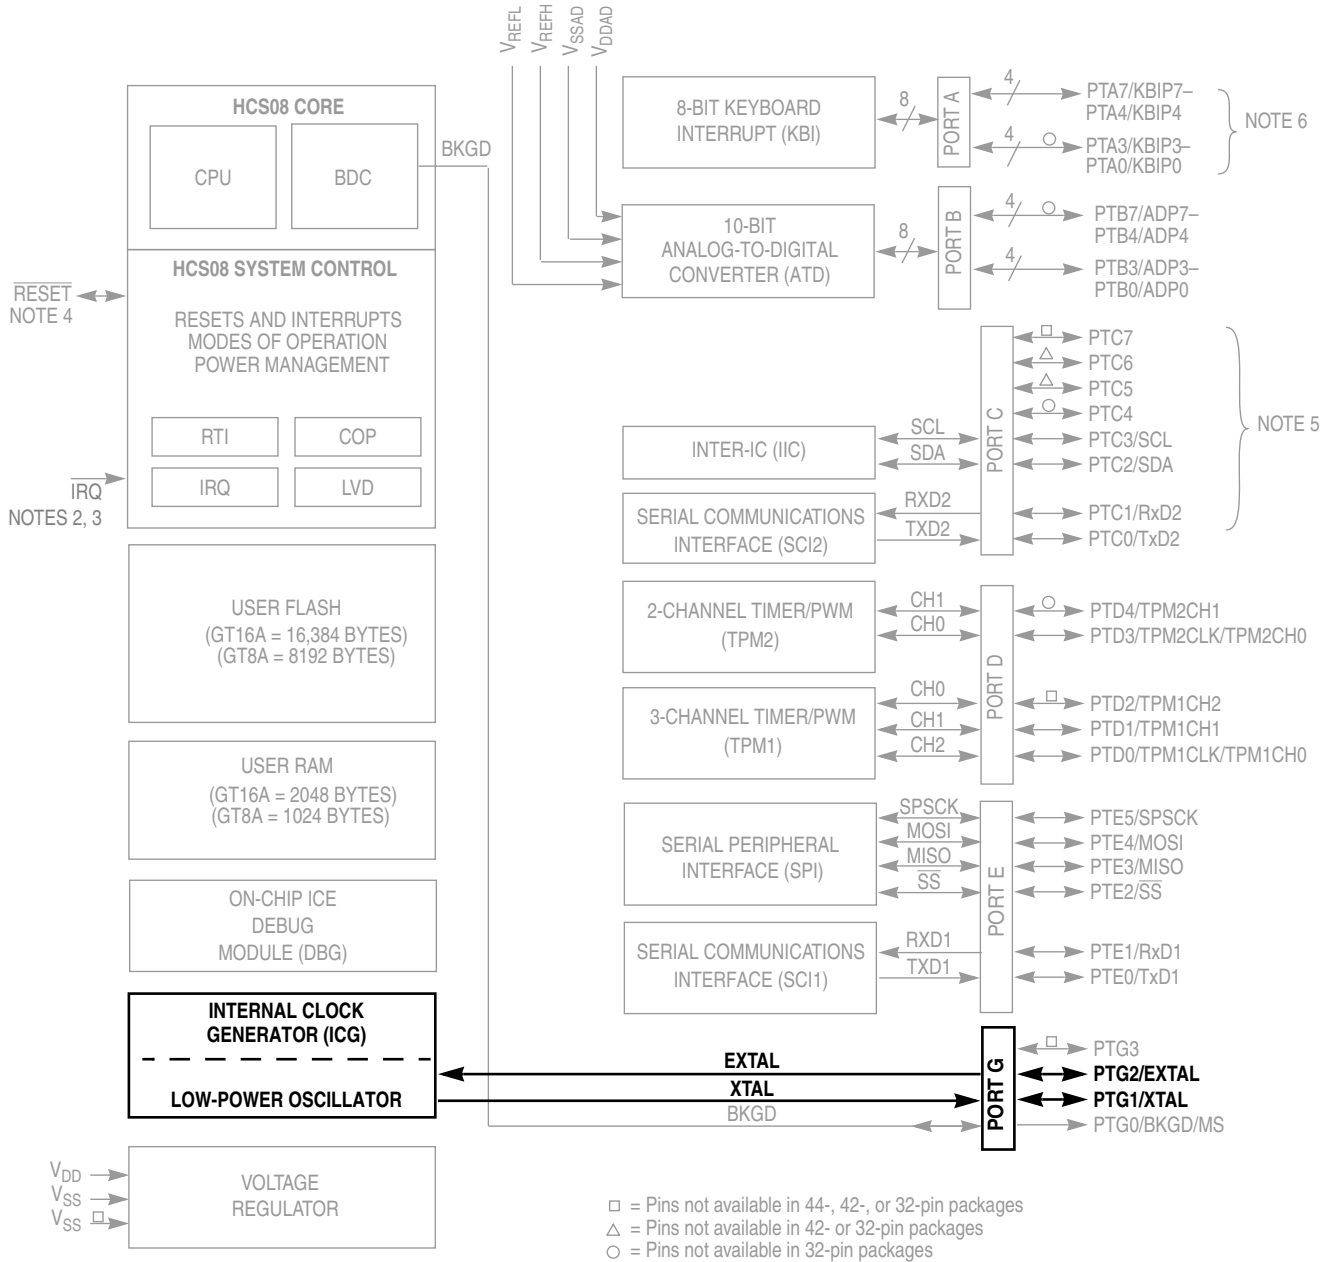 VREFL
VREFH
VSSAD
VDDAD
HCS08 CORE
CPU
BDC
BKGD
HCS08 SYSTEM CONTROL
RESET
NOTE 4
RESETS AND INTERRUPTS
MODES OF OPERATION
POWER MANAGEMENT
RTI
COP
IRQ
LVD
IRQ
NOTES 2, 3
USER FLASH
(GT16A = 16,384 BYTES)
(GT8A = 8192 BYTES)
USER RAM
(GT16A = 2048 BYTES)
(GT8A = 1024 BYTES)
ON-CHIP ICE
DEBUG
MODULE (DBG)
INTERNAL CLOCK
GENERATOR (ICG)
LOW-POWER OSCILLATOR
VDD
VSS
VSS
VOLTAGE
REGULATOR
8-BIT KEYBOARD
INTERRUPT (KBI)
8
PORT A
4
PTA7/KBIP7–
PTA4/KBIP4
4
PTA3/KBIP3–
PTA0/KBIP0
NOTE 6
10-BIT
ANALOG-TO-DIGITAL
CONVERTER (ATD)
8
PORT B
4
PTB7/ADP7–
PTB4/ADP4
4
PTB3/ADP3–
PTB0/ADP0
INTER-IC (IIC)
SCL
SDA
SERIAL COMMUNICATIONS
INTERFACE (SCI2)
RXD2
TXD2
PORT C
PTC7
PTC6
PTC5
PTC4
PTC3/SCL
PTC2/SDA
PTC1/RxD2
PTC0/TxD2
NOTE 5
2-CHANNEL TIMER/PWM
(TPM2)
CH1
CH0
3-CHANNEL TIMER/PWM
(TPM1)
CH0
CH1
CH2
PORT D
PTD4/TPM2CH1
PTD3/TPM2CLK/TPM2CH0
PTD2/TPM1CH2
PTD1/TPM1CH1
PTD0/TPM1CLK/TPM1CH0
SERIAL PERIPHERAL
INTERFACE (SPI)
SPSCK
MOSI
MISO
SS
SERIAL COMMUNICATIONS
INTERFACE (SCI1)
RXD1
TXD1
PORT E
PTE5/SPSCK
PTE4/MOSI
PTE3/MISO
PTE2/SS
PTE1/RxD1
PTE0/TxD1
EXTAL
XTAL
BKGD
PORT G
PTG3
PTG2/EXTAL
PTG1/XTAL
PTG0/BKGD/MS
□ = Pins not available in 44-, 42-, or 32-pin packages
△ = Pins not available in 42- or 32-pin packages
○ = Pins not available in 32-pin packages